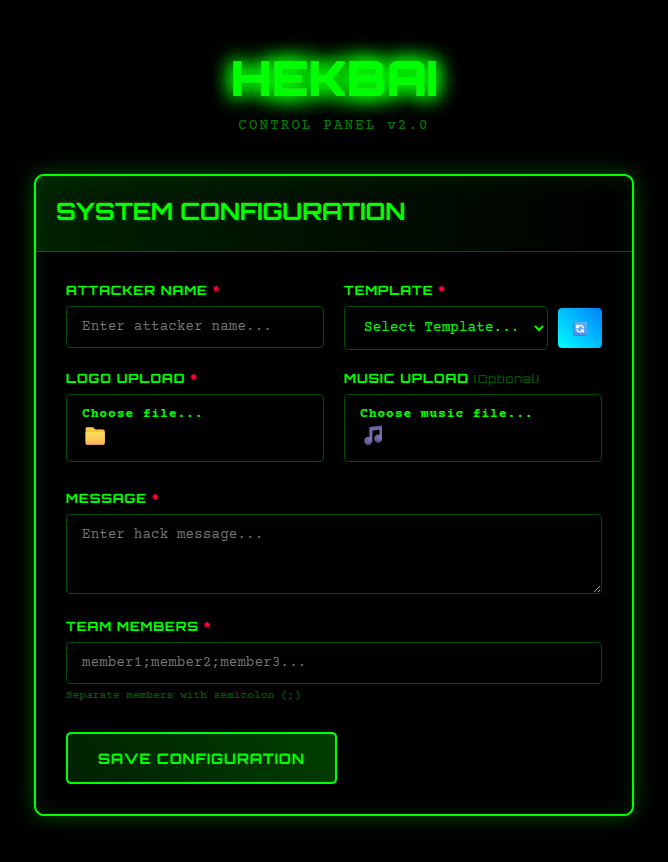 HEKBAI
CONTROL PANEL v2.0
SYSTEM CONFIGURATION
ATTACKER NAME *
Enter attacker name...
TEMPLATE *
Select Template...
LOGO UPLOAD *
Choose file...
MUSIC UPLOAD (Optional)
Choose music file...
MESSAGE *
Enter hack message...
TEAM MEMBERS *
member1;member2;member3...
Separate members with semicolon (;)
SAVE CONFIGURATION